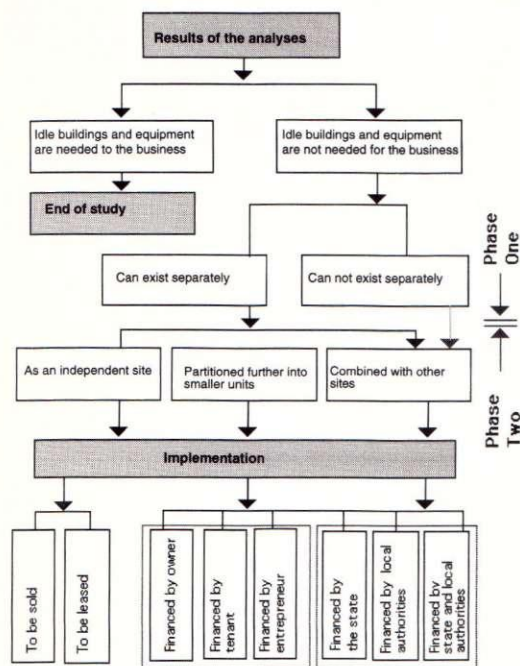 Results of the analyses
Idle buildings and equipment
are needed to the business
Idle buildings and equipment
are not needed for the business
End of study
Can exist separately
Can not exist separately
Phase
One
As an independent site
Partitioned further into
smaller units
Combined with other
sites
Phase
Two
Implementation
To be sold
To be leased
Financed by owner
Financed by
tenant
Financed by
entrepreneur
Financed by
the state
Financed by local
authorities
Financed by
state and local
authorities